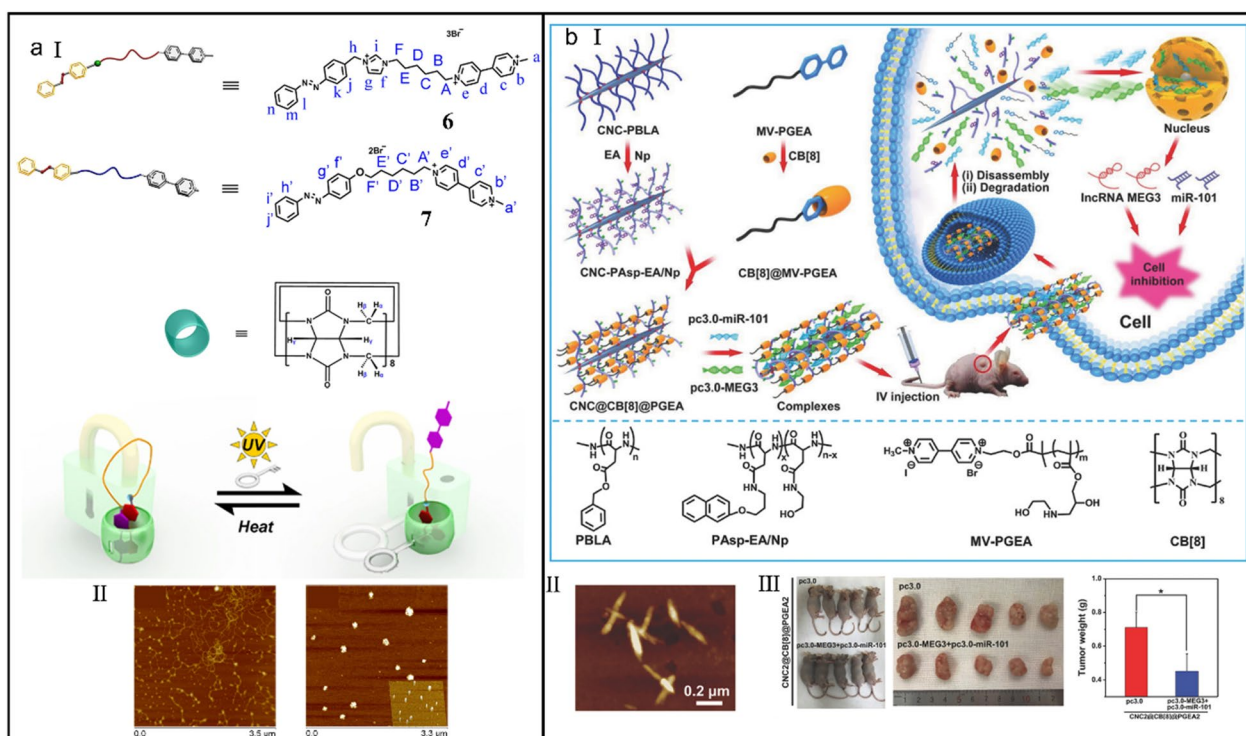 a I
3Br⁻
h
i
F
D
B
a
N
N⁺
g
f
E
C
A
e
d
c
b
n
l
m
k
j
6
2Br⁻
g'
f'
O
F'
E'
D'
C'
B'
A'
e'
d'
c'
b'
a'
h'
i'
j'
7
UV
Heat
II
0
3.5 µm
0
3.3 µm
b I
CNC-PBLA
EA
Np
CNC-PAsp-EA/Np
MV-PGEA
CB[8]
CB[8]@MV-PGEA
CNC@CB[8]@PGEA
pc3.0-miR-101
pc3.0-MEG3
Complexes
IV injection
(i) Disassembly
(ii) Degradation
Nucleus
lncRNA MEG3
miR-101
Cell
inhibition
Cell
PBLA
PAsp-EA/Np
MV-PGEA
CB[8]
II
0.2 µm
III
CNC2@CB[8]@PGEA2
pc3.0
pc3.0-MEG3+pc3.0-miR-101
pc3.0
pc3.0-MEG3+pc3.0-miR-101
Tumor weight (g)
1.0
0.8
0.6
0.4
*
pc3.0
pc3.0-MEG3+
pc3.0-miR-101
CNC2@CB[8]@PGEA2